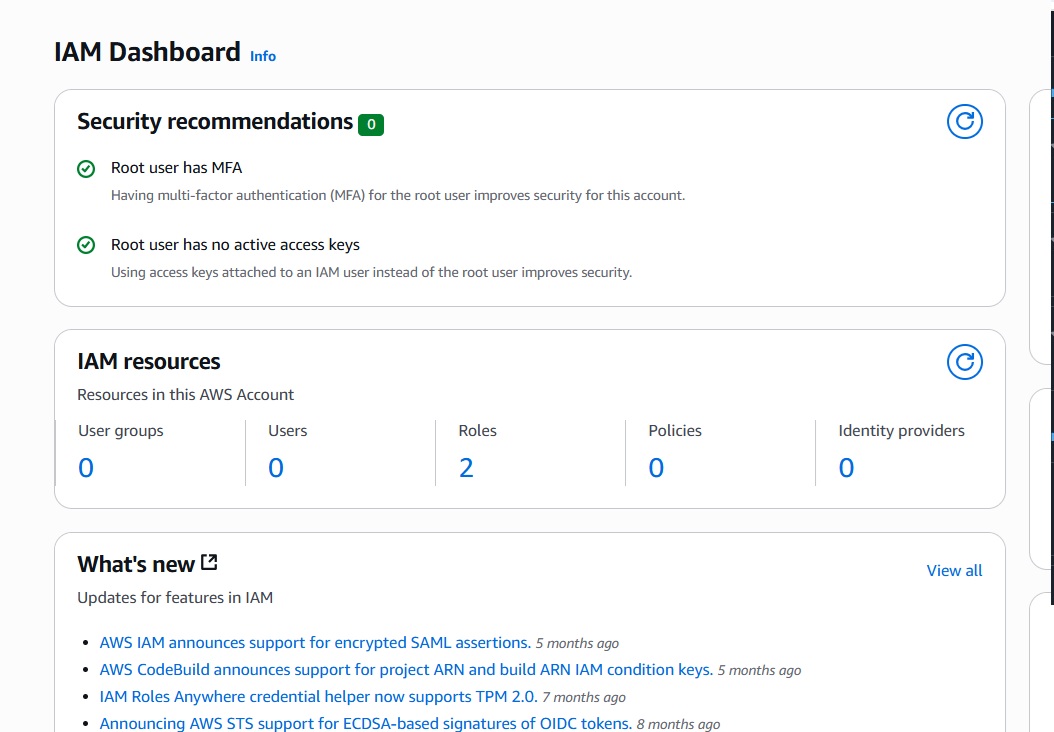 IAM Dashboard Info
Security recommendations 0
Root user has MFA
Having multi-factor authentication (MFA) for the root user improves security for this account.
Root user has no active access keys
Using access keys attached to an IAM user instead of the root user improves security.
IAM resources
Resources in this AWS Account
User groups
0
Users
0
Roles
2
Policies
0
Identity providers
0
What's new
View all
Updates for features in IAM
AWS IAM announces support for encrypted SAML assertions. 5 months ago
AWS CodeBuild announces support for project ARN and build ARN IAM condition keys. 5 months ago
IAM Roles Anywhere credential helper now supports TPM 2.0. 7 months ago
Announcing AWS STS support for ECDSA-based signatures of OIDC tokens. 8 months ago